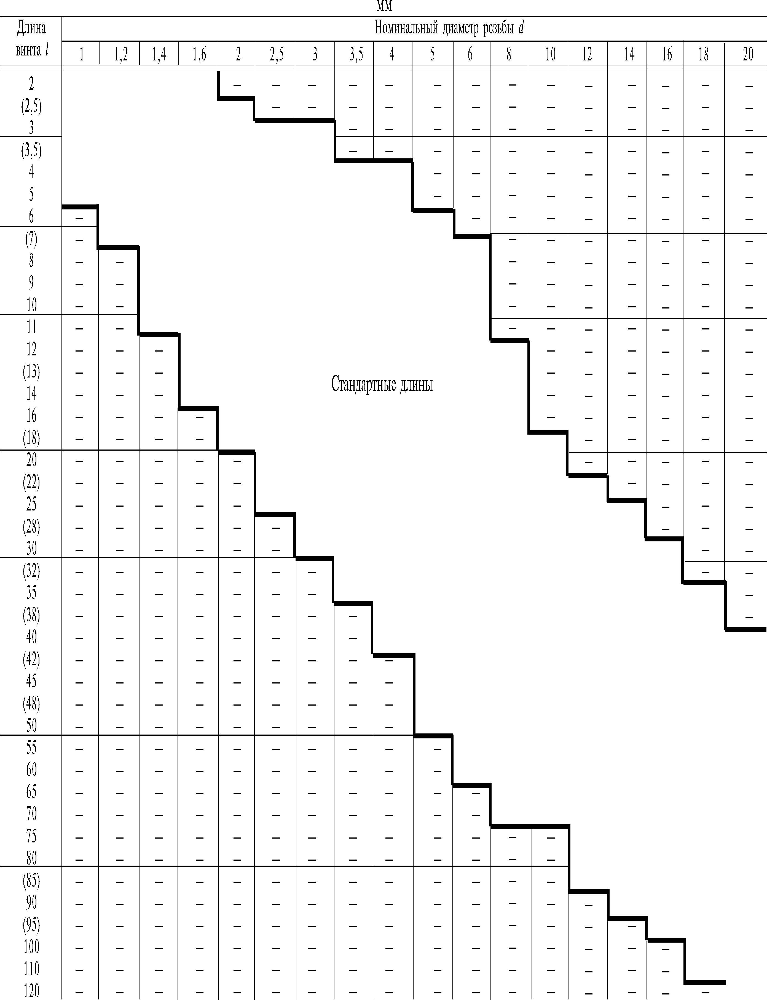 мм
Длина винта l
Номинальный диаметр резьбы d
1 1,2 1,4 1,6 2 2,5 3 3,5 4 5 6 8 10 12 14 16 18 20
2 – – – – – – – – – – – – – –
(2,5) – – – – – – – – – – – – –
3 – – – – – – – – – – –
(3,5) – – – – – – – – – – –
4 – – – – – – – – –
5 – – – – – – – – –
6 – – – – – – – – –
(7) – – – – – – – –
8 – – – – – – – – –
9 – – – – – – – – –
10 – – – – – – – – –
11 – – – – – – – – –
12 – – – – – – – – –
(13) – – – – – – – – –
Стандартные длины
14 – – – – – – – – –
16 – – – – – – – – – –
(18) – – – – – – – – –
20 – – – – – – – – – –
(22) – – – – – – – – –
25 – – – – – – – –
(28) – – – – – – – – –
30 – – – – – – – –
(32) – – – – – – – – –
35 – – – – – – – –
(38) – – – – – – – – –
40 – – – – – – – –
(42) – – – – – – – – –
45 – – – – – – – – –
(48) – – – – – – – – –
50 – – – – – – – – –
55 – – – – – – – – – –
60 – – – – – – – – – –
65 – – – – – – – – – – –
70 – – – – – – – – – – –
75 – – – – – – – – – – – – –
80 – – – – – – – – – – – – –
(85) – – – – – – – – – – – – –
90 – – – – – – – – – – – – – –
(95) – – – – – – – – – – – – – – –
100 – – – – – – – – – – – – – – – –
110 – – – – – – – – – – – – – – – –
120 – – – – – – – – – – – – – – – – –